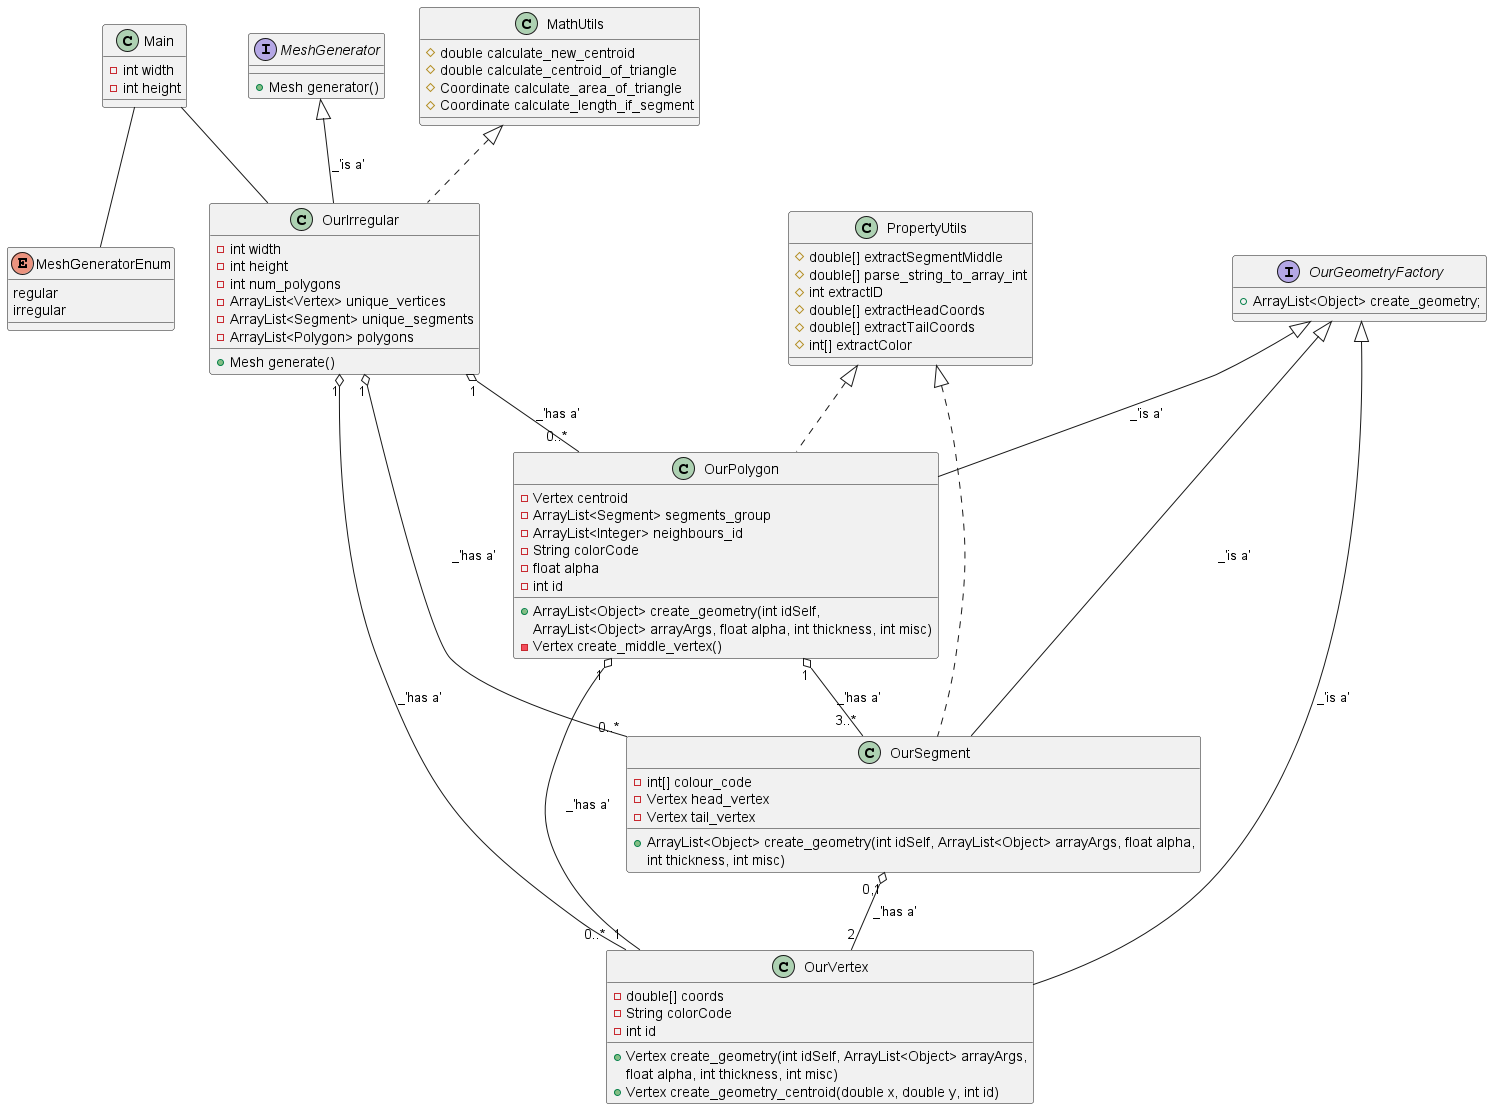 C Main
int width
int height
I MeshGenerator
Mesh generator()
C MathUtils
double calculate_new_centroid
double calculate_centroid_of_triangle
Coordinate calculate_area_of_triangle
Coordinate calculate_length_if_segment
_'is a'
E MeshGeneratorEnum
regular
irregular
C OurIrregular
int width
int height
int num_polygons
ArrayList<Vertex> unique_vertices
ArrayList<Segment> unique_segments
ArrayList<Polygon> polygons
Mesh generate()
C PropertyUtils
double[] extractSegmentMiddle
double[] parse_string_to_array_int
int extractID
double[] extractHeadCoords
double[] extractTailCoords
int[] extractColor
I OurGeometryFactory
ArrayList<Object> create_geometry;
1
1
1
_'has a'
0..*
_'is a'
C OurPolygon
Vertex centroid
ArrayList<Segment> segments_group
ArrayList<Integer> neighbours_id
String colorCode
float alpha
int id
ArrayList<Object> create_geometry(int idSelf,
ArrayList<Object> arrayArgs, float alpha, int thickness, int misc)
Vertex create_middle_vertex()
_'has a'
_'is a'
1
1
_'has a'
_'has a'
_'is a'
0..*
3..*
C OurSegment
int[] colour_code
Vertex head_vertex
Vertex tail_vertex
ArrayList<Object> create_geometry(int idSelf, ArrayList<Object> arrayArgs, float alpha,
int thickness, int misc)
_'has a'
0,1
_'has a'
0..*
1
2
C OurVertex
double[] coords
String colorCode
int id
Vertex create_geometry(int idSelf, ArrayList<Object> arrayArgs,
float alpha, int thickness, int misc)
Vertex create_geometry_centroid(double x, double y, int id)